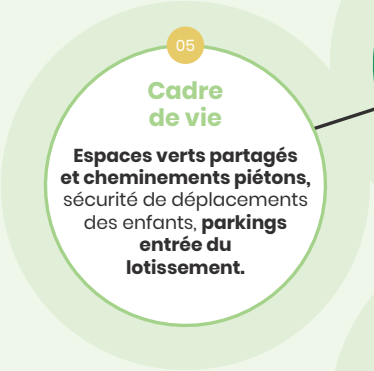 05
Cadre
de vie
Espaces verts partagés
et cheminements piétons,
sécurité de déplacements
des enfants, parkings
entrée du
lotissement.